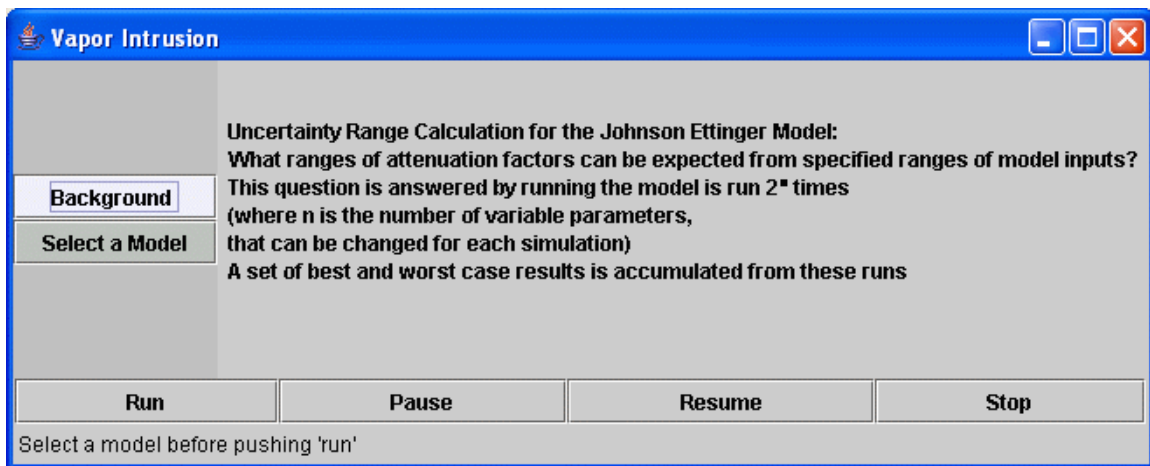 Vapor Intrusion
Uncertainty Range Calculation for the Johnson Ettinger Model:
What ranges of attenuation factors can be expected from specified ranges of model inputs?
This question is answered by running the model is run 2ⁿ times
(where n is the number of variable parameters,
that can be changed for each simulation)
A set of best and worst case results is accumulated from these runs
Background
Select a Model
Run Pause Resume Stop
Select a model before pushing 'run'